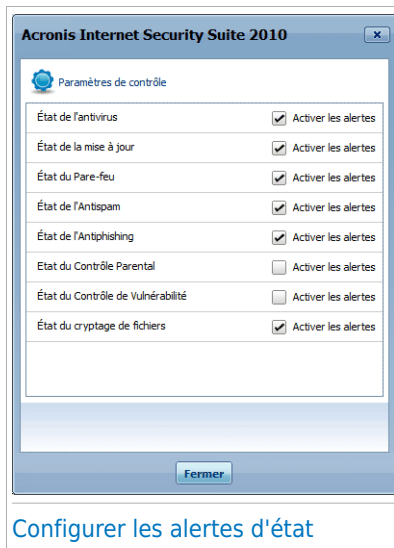 Acronis Internet Security Suite 2010
Paramètres de contrôle
État de l'antivirus Activer les alertes
État de la mise à jour Activer les alertes
État du Pare-feu Activer les alertes
État de l'Antispam Activer les alertes
État de l'Antiphishing Activer les alertes
Etat du Contrôle Parental Activer les alertes
État du Contrôle de Vulnérabilité Activer les alertes
État du cryptage de fichiers Activer les alertes
Fermer
Configurer les alertes d'état